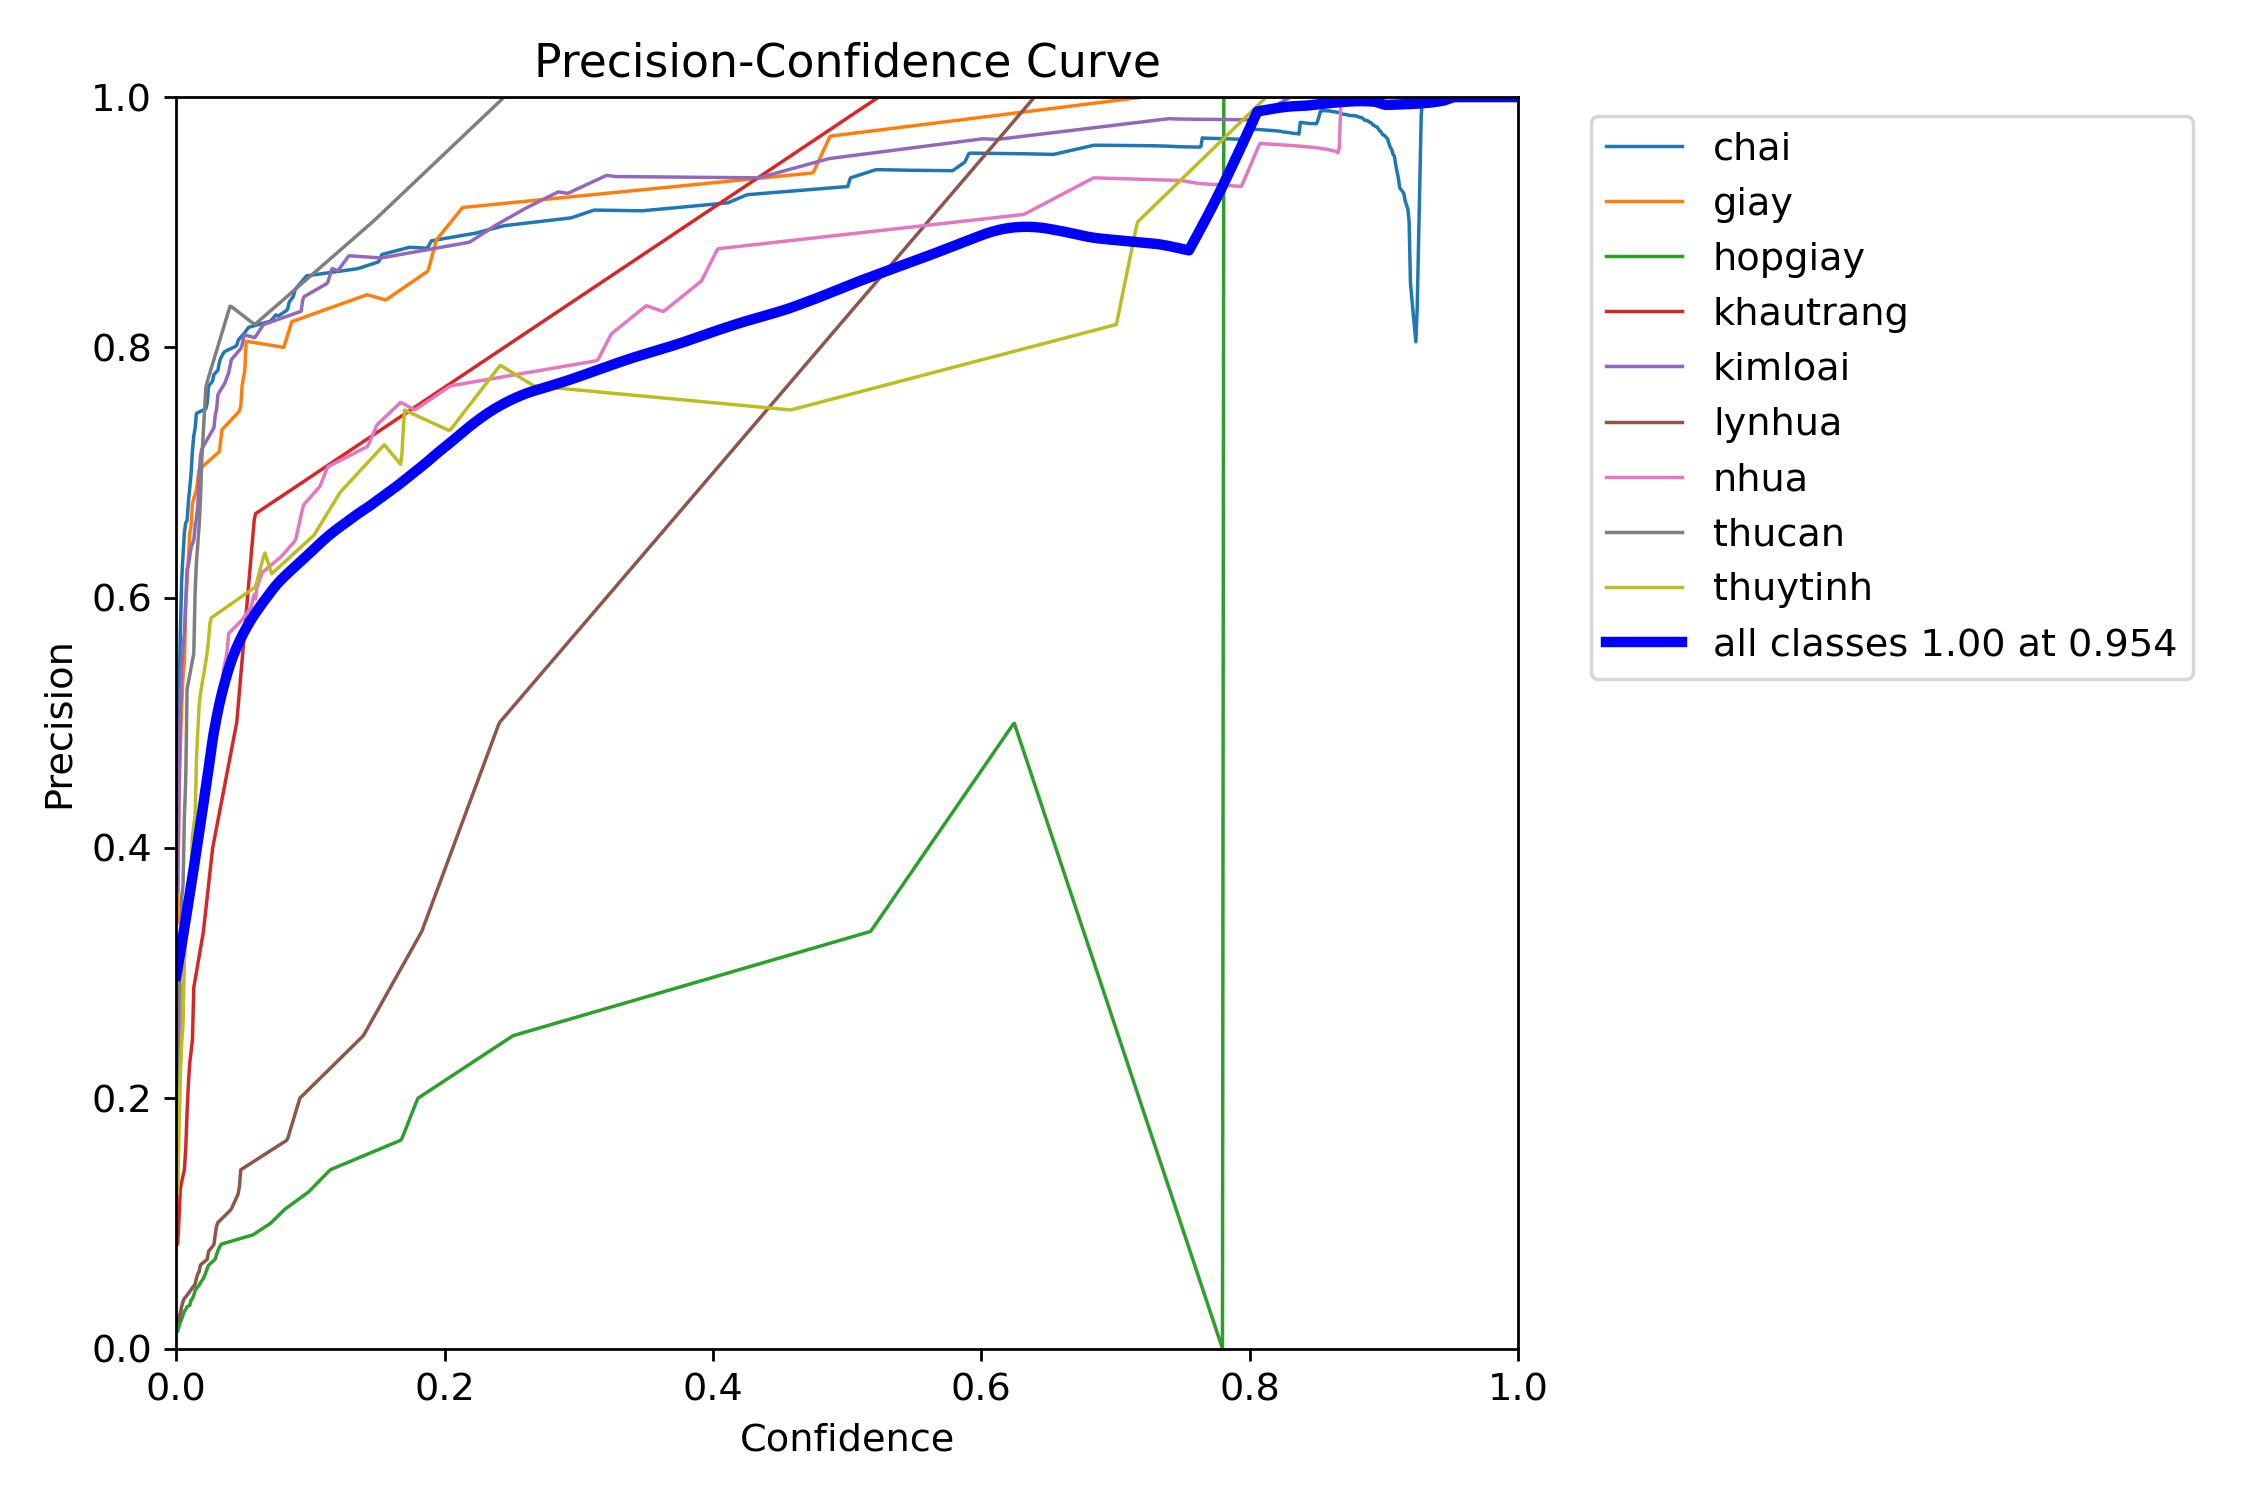 Precision-Confidence Curve
1.0
0.8
0.6
0.4
0.2
0.0
Precision
0.0 0.2 0.4 0.6 0.8 1.0
Confidence
chai
giay
hopgiay
khautrang
kimloai
lynhua
nhua
thucan
thuytinh
all classes 1.00 at 0.954